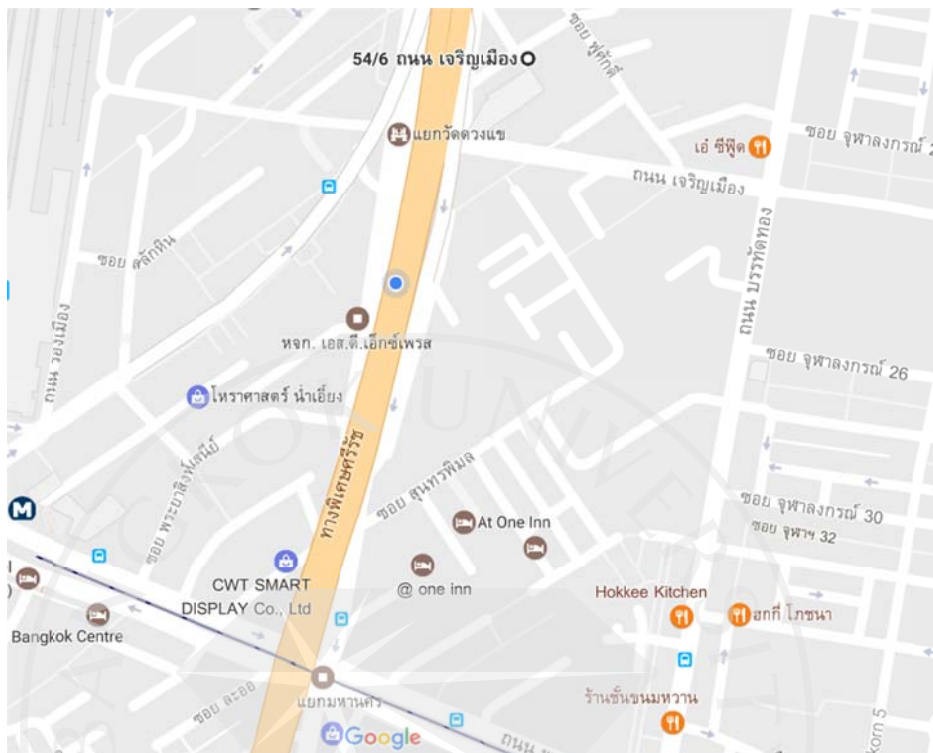 ซอย ฟูศักดิ์
54/6 ถนน เจริญเมือง
แยกวัดดวงแข
เอ๋ ซีฟู๊ด
ซอย จุฬาลงกรณ์
ถนน เจริญเมือง
ซอย สลักหิน
ถนน บรรทัดทอง
ถนน รองเมือง
หจก. เอส.ดี.เอ็กซ์เพรส
ซอย จุฬาลงกรณ์ 26
โหราศาสตร์ น่ำเอี๊ยง
ทางพิเศษศรีรัช
ซอย พระยาสิงหเสนีย์
ซอย สุนทรพิมล
M
At One Inn
ซอย จุฬาลงกรณ์ 30
ซอย จุฬาฯ 32
CWT SMART
DISPLAY Co., Ltd
@ one inn
Hokkee Kitchen
ฮกกี่ โภชนา
Bangkok Centre
แยกมหานคร
ร้านชั้นขนมหวาน
ซอย ละออ
Google
ถนน
korn 5